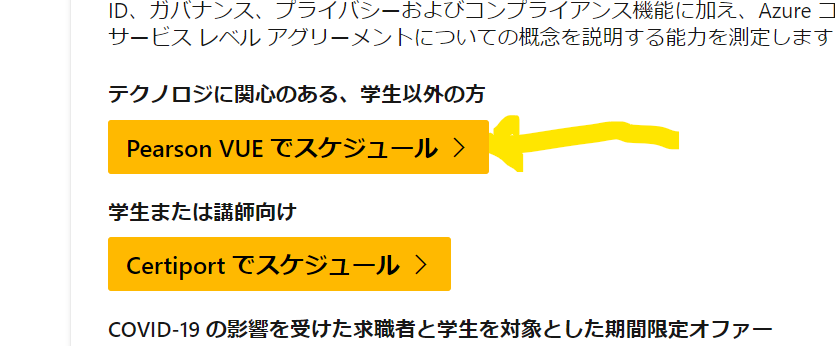 ID、ガバナンス、プライバシーおよびコンプライアンス機能に加え、Azure コ
サービス レベル アグリーメントについての概念を説明する能力を測定します
テクノロジに関心のある、学生以外の方
Pearson VUE でスケジュール
学生または講師向け
Certiport でスケジュール
COVID-19 の影響を受けた求職者と学生を対象とした期間限定オファー